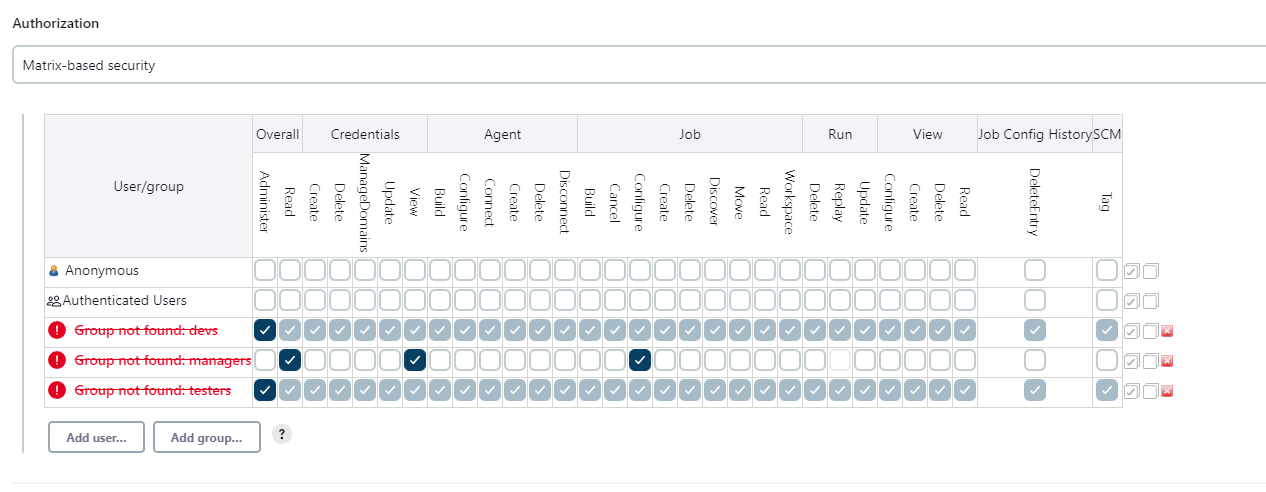 Authorization
Matrix-based security
User/group
Overall Credentials Agent Job Run View Job Config History SCM
Administer Read Create Delete ManageDomains Update View Build Configure Connect Create Delete Disconnect Build Cancel Configure Create Delete Discover Move Read Workspace Delete Replay Update Configure Create Delete Read DeleteEntry Tag
Anonymous
Authenticated Users
! Group not found: devs
! Group not found: managers
! Group not found: testers
Add user... Add group... ?